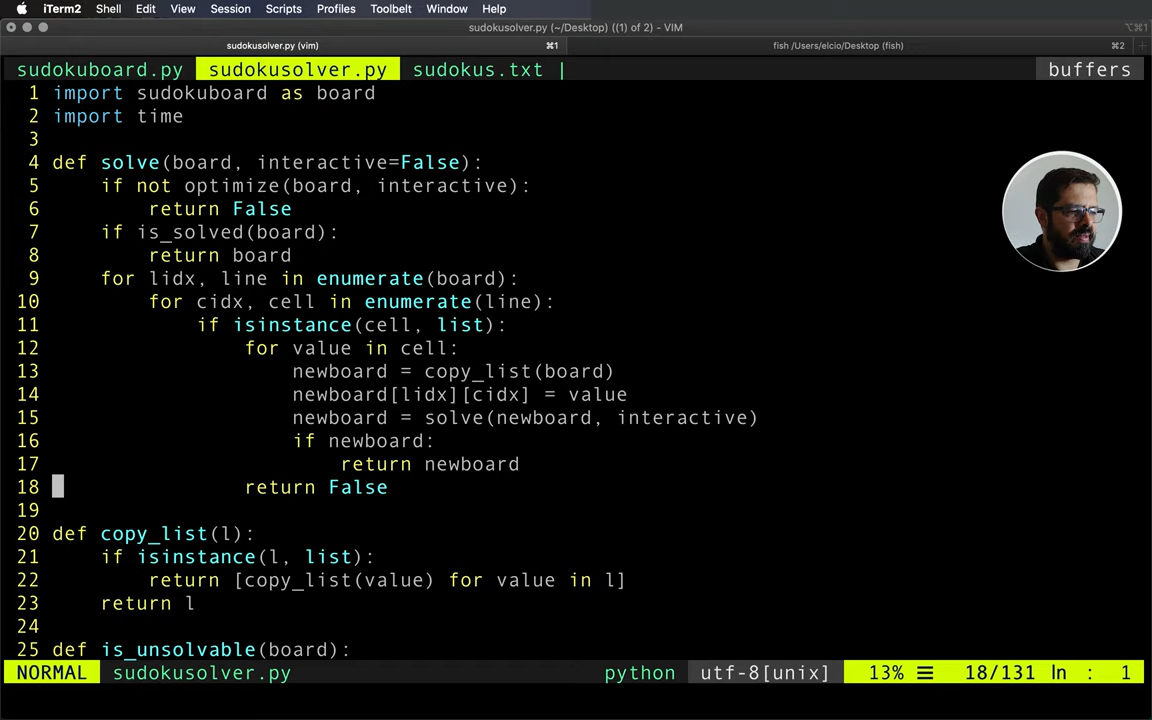 iTerm2 Shell Edit View Session Scripts Profiles Toolbelt Window Help
sudokusolver.py (~/Desktop) ((1) of 2) - VIM ⌥⌘1
sudokusolver.py (vim) ⌘1 fish /Users/elcio/Desktop (fish) ⌘2 +
sudokuboard.py sudokusolver.py sudokus.txt | buffers
1 import sudokuboard as board
2 import time
3
4 def solve(board, interactive=False):
5     if not optimize(board, interactive):
6         return False
7     if is_solved(board):
8         return board
9     for lidx, line in enumerate(board):
10         for cidx, cell in enumerate(line):
11             if isinstance(cell, list):
12                 for value in cell:
13                     newboard = copy_list(board)
14                     newboard[lidx][cidx] = value
15                     newboard = solve(newboard, interactive)
16                     if newboard:
17                         return newboard
18                 return False
19
20 def copy_list(l):
21     if isinstance(l, list):
22         return [copy_list(value) for value in l]
23     return l
24
25 def is_unsolvable(board):
NORMAL sudokusolver.py python utf-8[unix] 13% ☰ 18/131 ln : 1